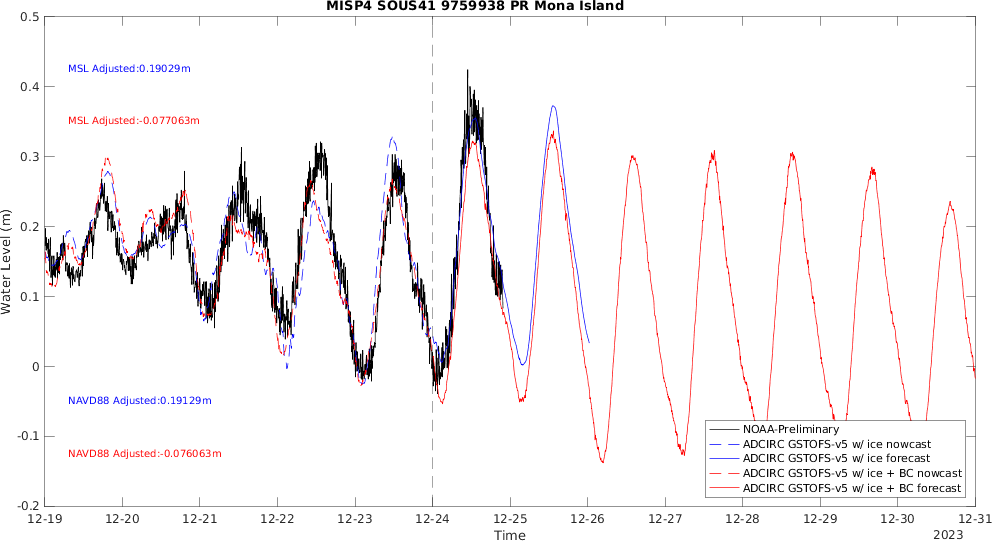 MISP4 SOUS41 9759938 PR Mona Island
0.5
0.4
0.3
0.2
0.1
0
-0.1
-0.2
Water Level (m)
MSL Adjusted:0.19029m
MSL Adjusted:-0.077063m
NAVD88 Adjusted:0.19129m
NAVD88 Adjusted:-0.076063m
NOAA-Preliminary
ADCIRC GSTOFS-v5 w/ ice nowcast
ADCIRC GSTOFS-v5 w/ ice forecast
ADCIRC GSTOFS-v5 w/ ice + BC nowcast
ADCIRC GSTOFS-v5 w/ ice + BC forecast
12-19 12-20 12-21 12-22 12-23 12-24 12-25 12-26 12-27 12-28 12-29 12-30 12-31
Time
2023